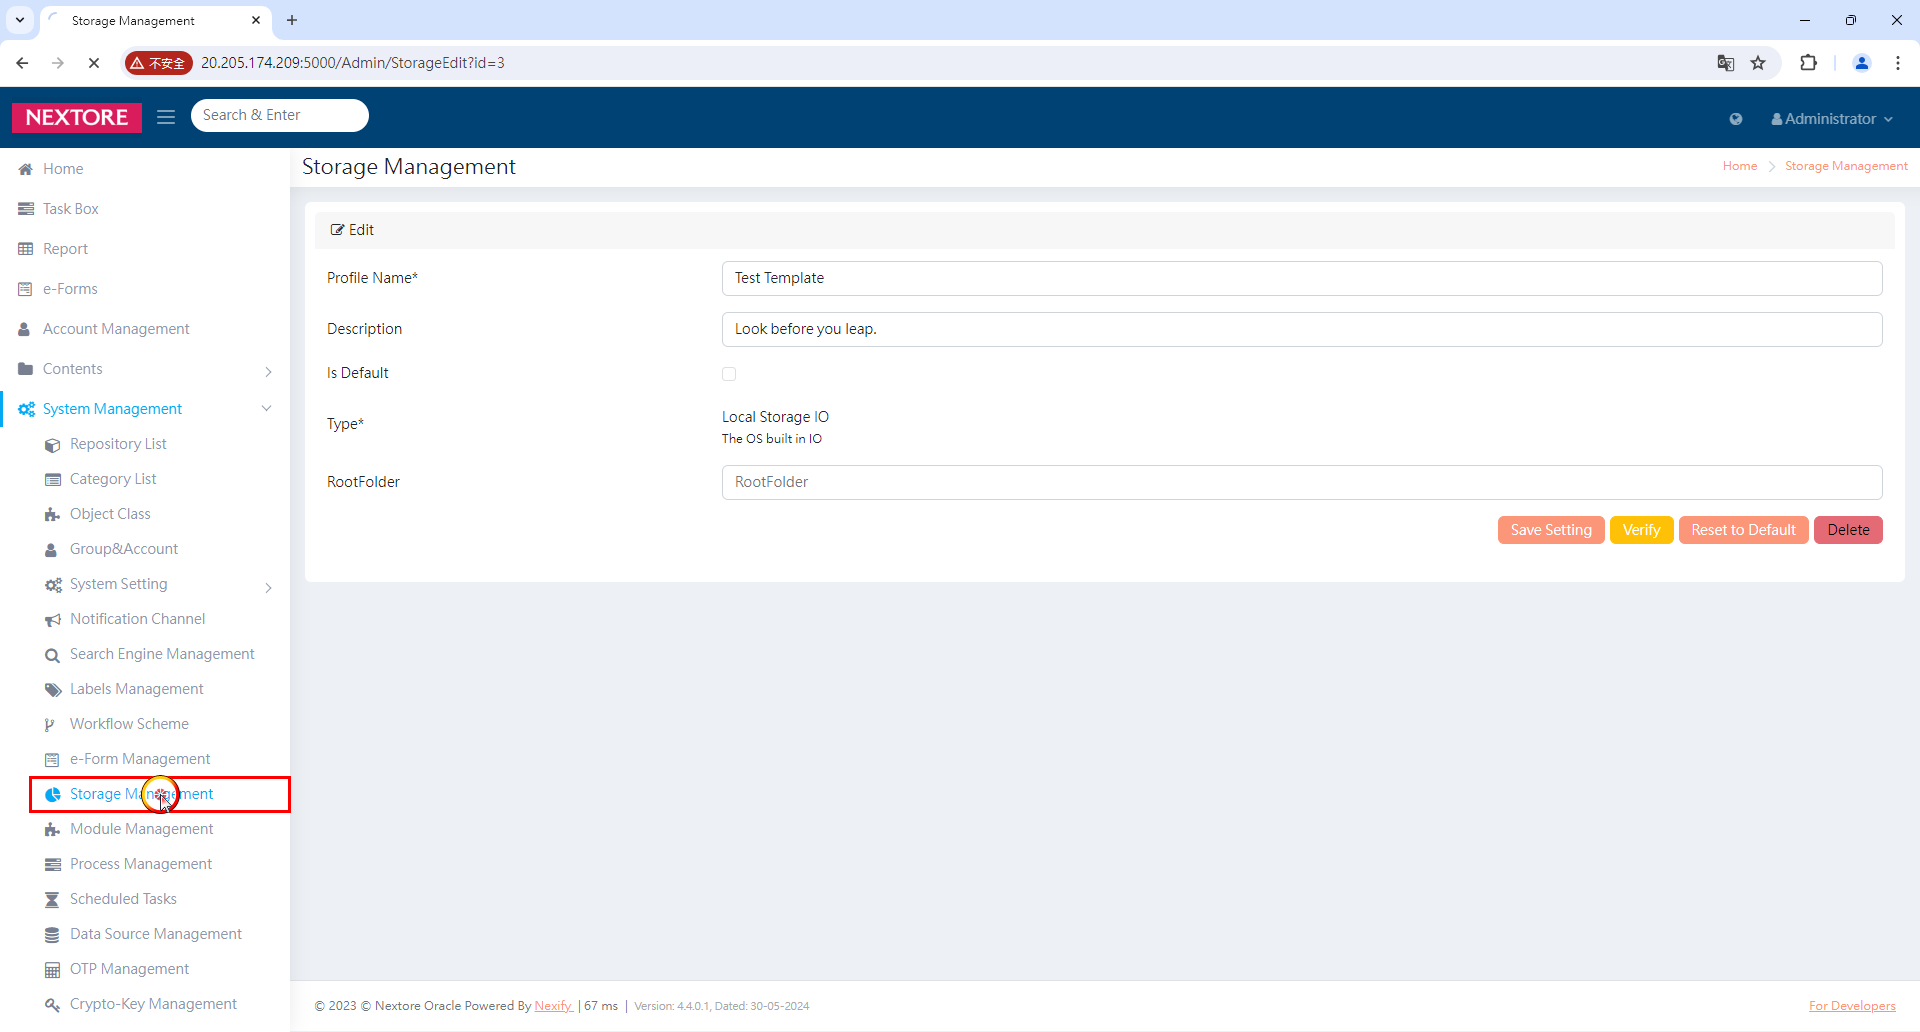 Storage Management
不安全
20.205.174.209:5000/Admin/StorageEdit?id=3
NEXTORE
Search & Enter
Administrator
Home
Task Box
Report
e-Forms
Account Management
Contents
System Management
Repository List
Category List
Object Class
Group&Account
System Setting
Notification Channel
Search Engine Management
Labels Management
Workflow Scheme
e-Form Management
Storage Management
Module Management
Process Management
Scheduled Tasks
Data Source Management
OTP Management
Crypto-Key Management
Storage Management
Home
Storage Management
Edit
Profile Name*
Test Template
Description
Look before you leap.
Is Default
Type*
Local Storage IO
The OS built in IO
RootFolder
RootFolder
Save Setting
Verify
Reset to Default
Delete
© 2023 © Nextore Oracle Powered By Nexify | 67 ms | Version: 4.4.0.1, Dated: 30-05-2024
For Developers